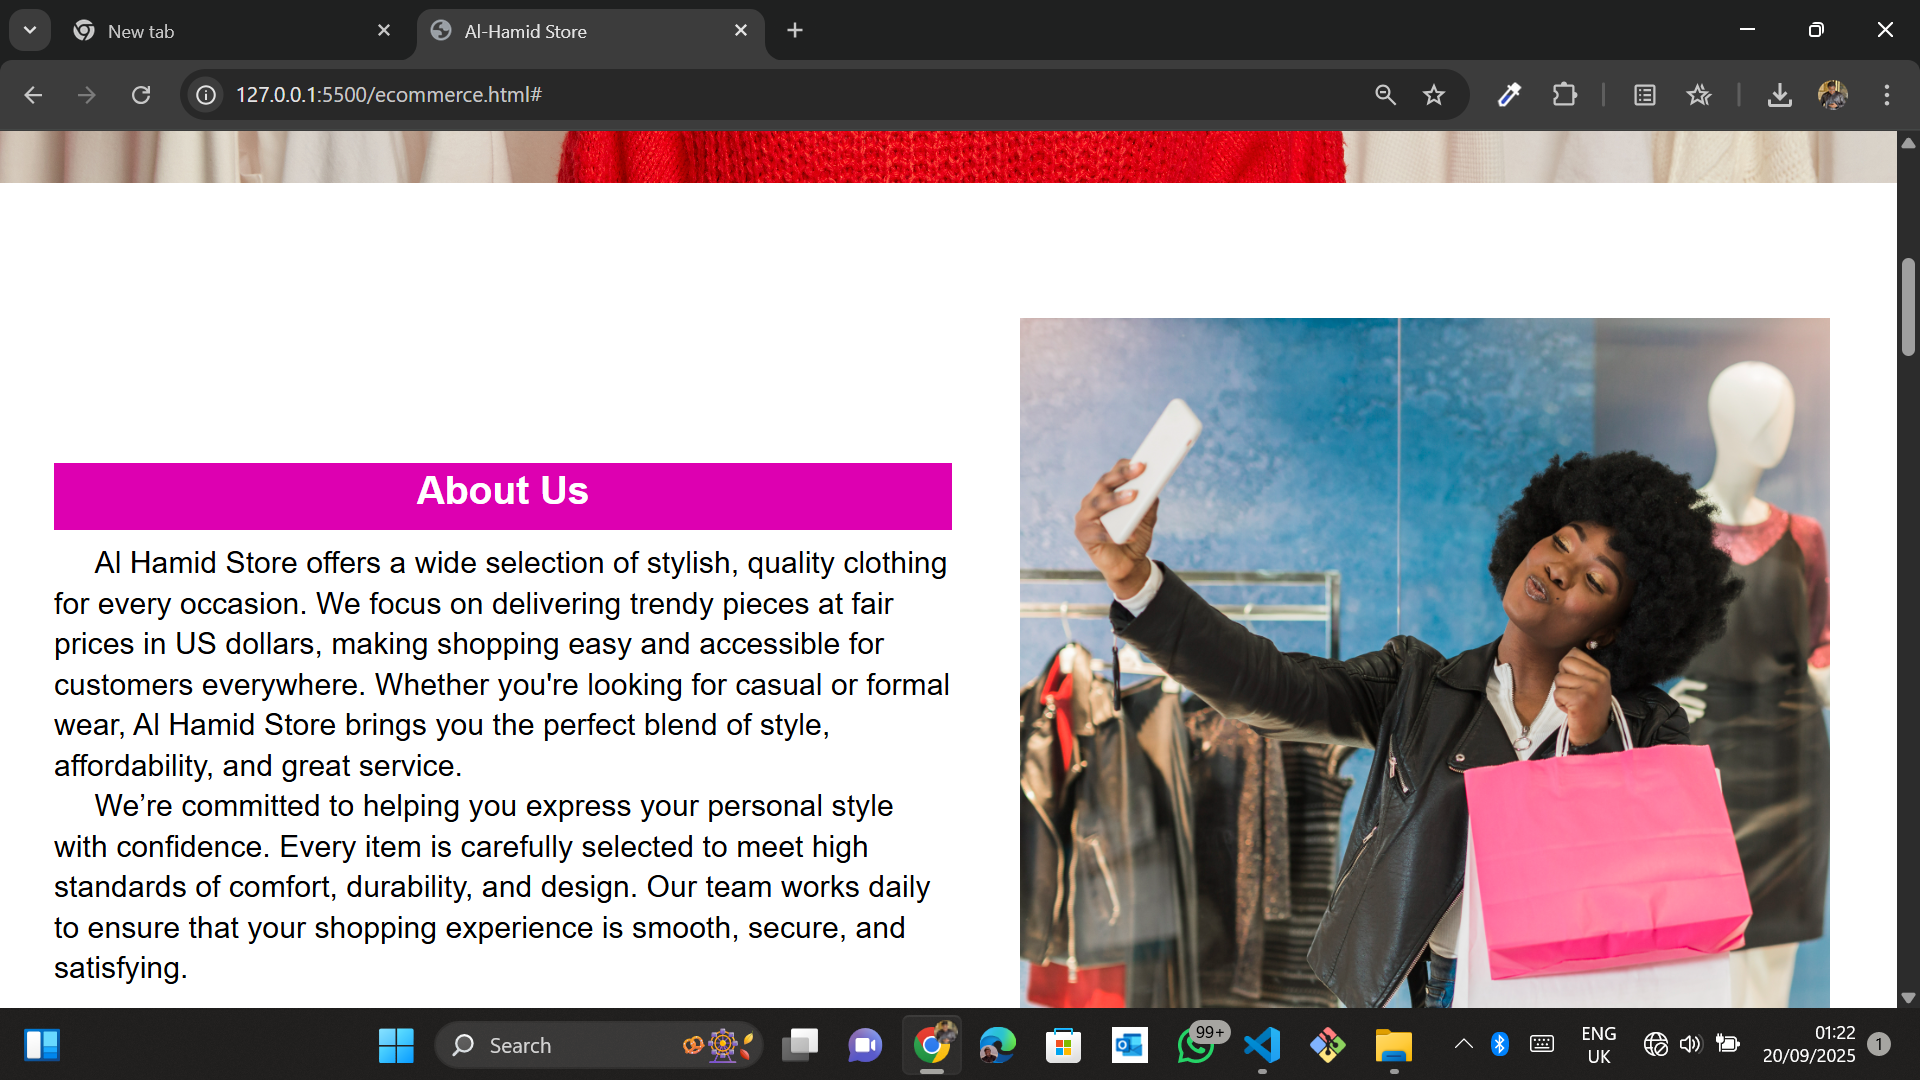 New tab
Al-Hamid Store
127.0.0.1:5500/ecommerce.html#
About Us
Al Hamid Store offers a wide selection of stylish, quality clothing
for every occasion. We focus on delivering trendy pieces at fair
prices in US dollars, making shopping easy and accessible for
customers everywhere. Whether you're looking for casual or formal
wear, Al Hamid Store brings you the perfect blend of style,
affordability, and great service.
We’re committed to helping you express your personal style
with confidence. Every item is carefully selected to meet high
standards of comfort, durability, and design. Our team works daily
to ensure that your shopping experience is smooth, secure, and
satisfying.
Search
99+
ENG
UK
01:22
20/09/2025
1